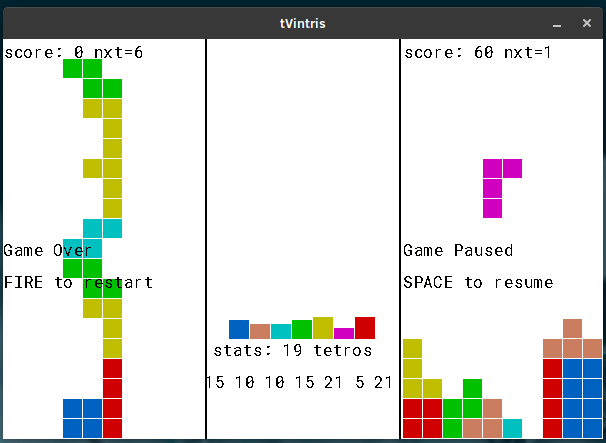 tVintris
score: 0 nxt=6
Game Over
FIRE to restart
stats: 19 tetros
15 10 10 15 21 5 21
score: 60 nxt=1
Game Paused
SPACE to resume